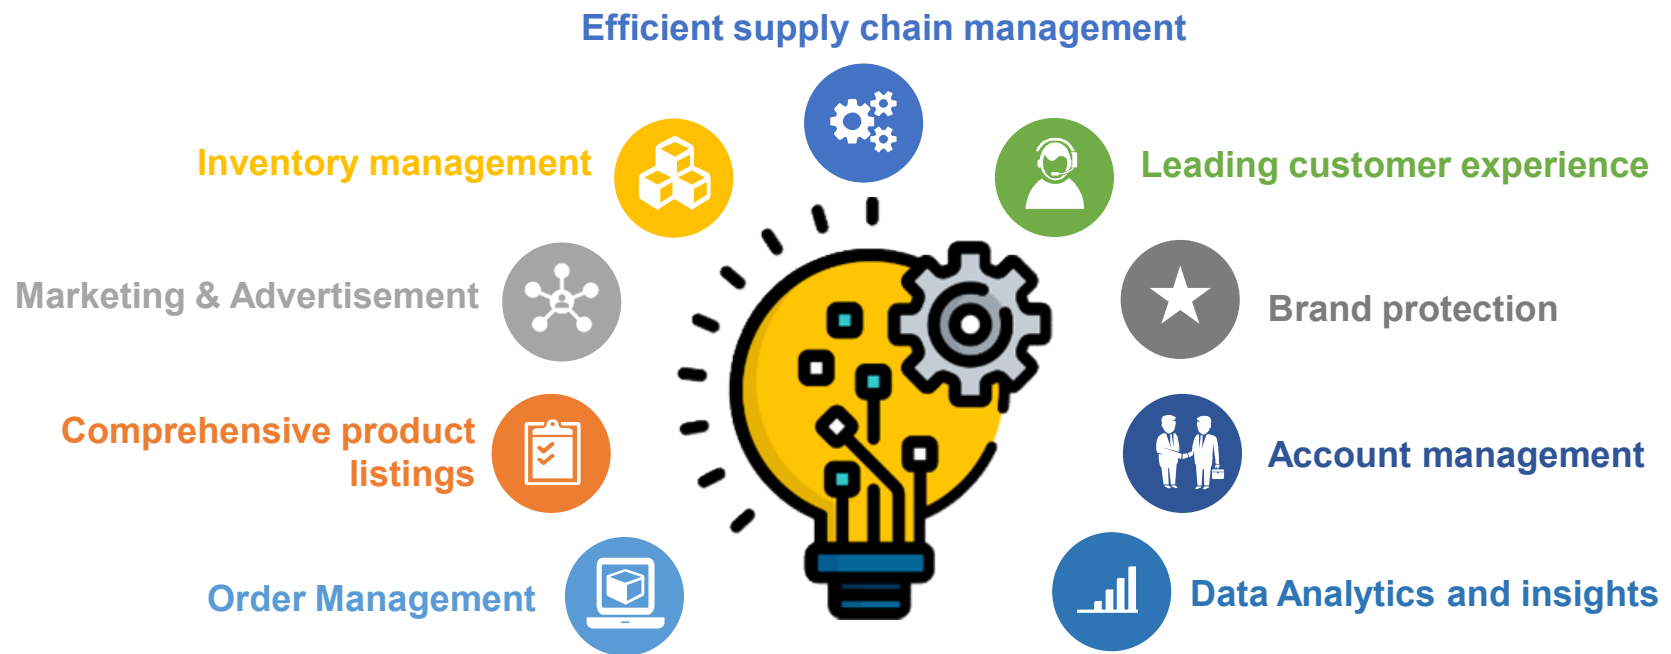 Efficient supply chain management
Inventory management
Leading customer experience
Marketing & Advertisement
Brand protection
Comprehensive product
listings
Account management
Order Management
Data Analytics and insights